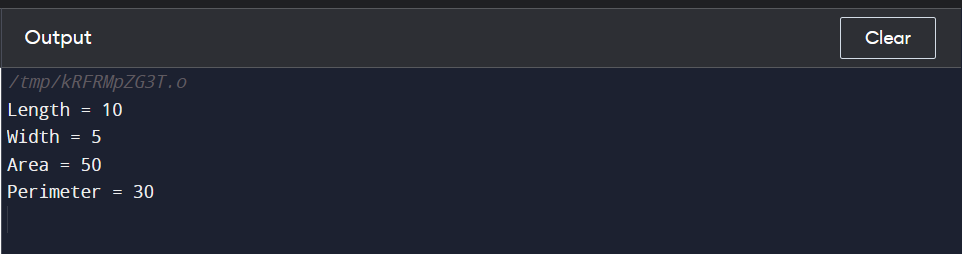 Output
Clear
/tmp/kRFRMpZG3T.o
Length = 10
Width = 5
Area = 50
Perimeter = 30